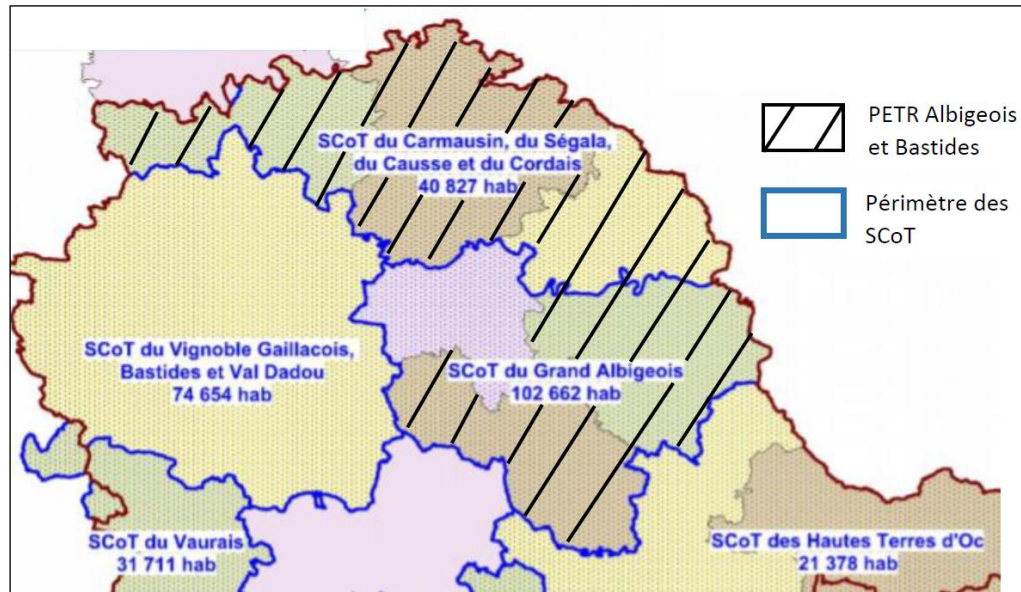 SCoT du Carmausin, du Ségala,
du Causse et du Cordais
40 827 hab
PETR Albigeois
et Bastides
Périmètre des
SCoT
SCoT du Vignoble Gaillacois,
Bastides et Val Dadou
74 654 hab
SCoT du Grand Albigeois
102 662 hab
SCoT du Vaurais
31 711 hab
SCoT des Hautes Terres d'Oc
21 378 hab